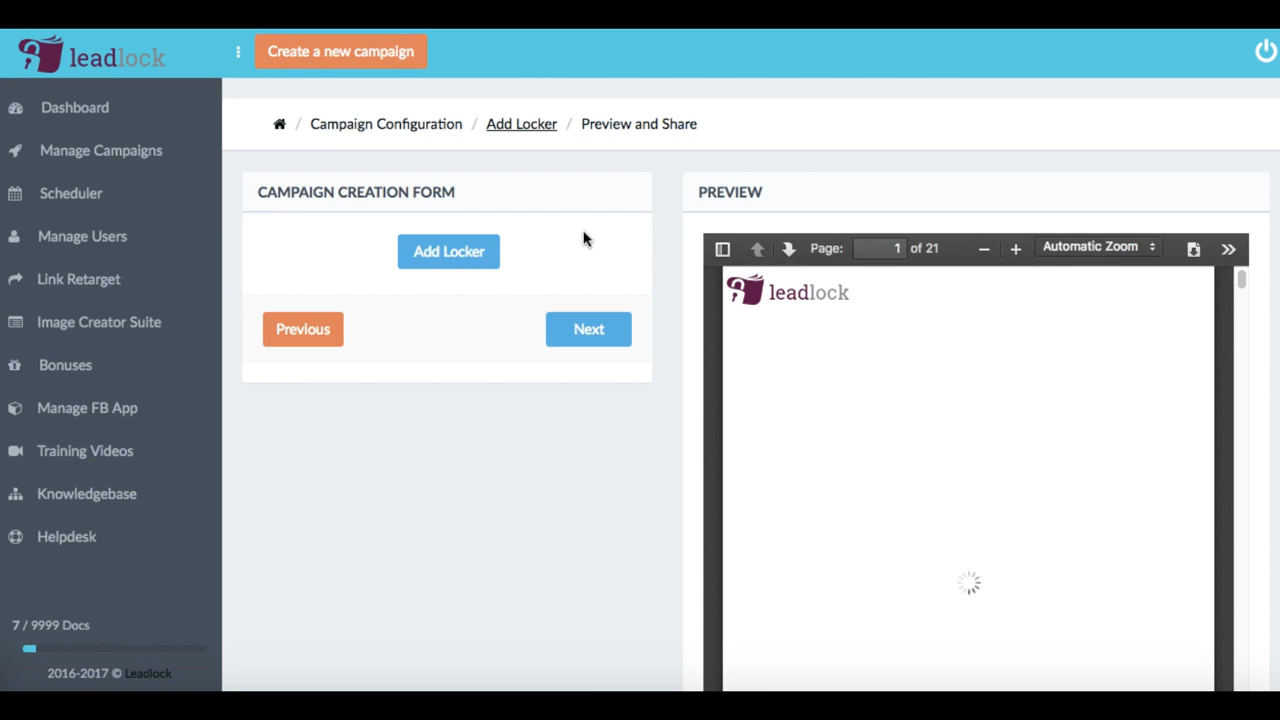 leadlock
Create a new campaign
Dashboard
Manage Campaigns
Scheduler
Manage Users
Link Retarget
Image Creator Suite
Bonuses
Manage FB App
Training Videos
Knowledgebase
Helpdesk
7 / 9999 Docs
2016-2017 © Leadlock
/ Campaign Configuration / Add Locker / Preview and Share
CAMPAIGN CREATION FORM
Add Locker
Previous
Next
PREVIEW
Page: 1 of 21
Automatic Zoom
leadlock